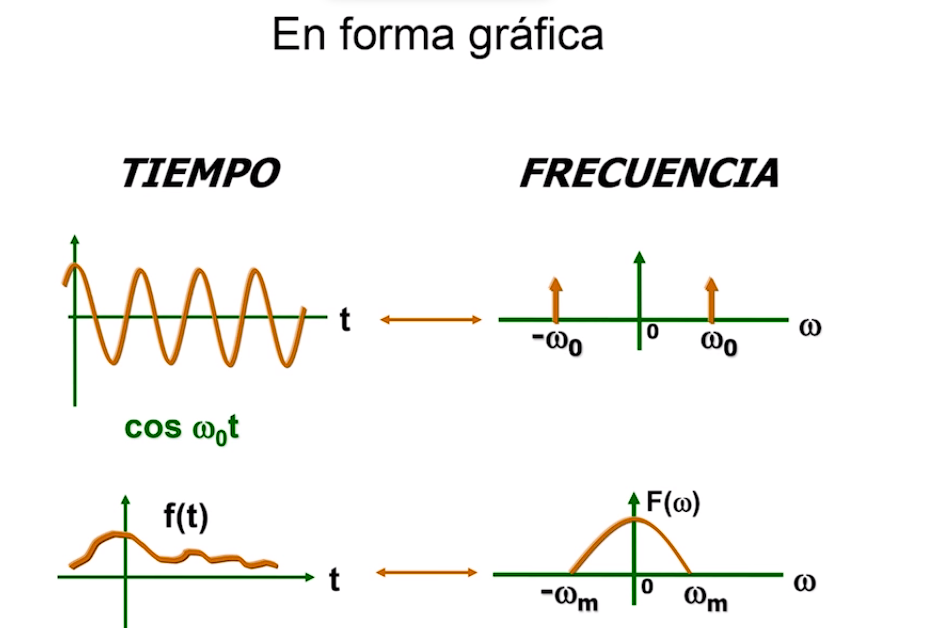 En forma gráfica
TIEMPO
FRECUENCIA
t
-ω₀
0
ω₀
ω
cos ω₀t
f(t)
t
F(ω)
-ωₘ
0
ωₘ
ω